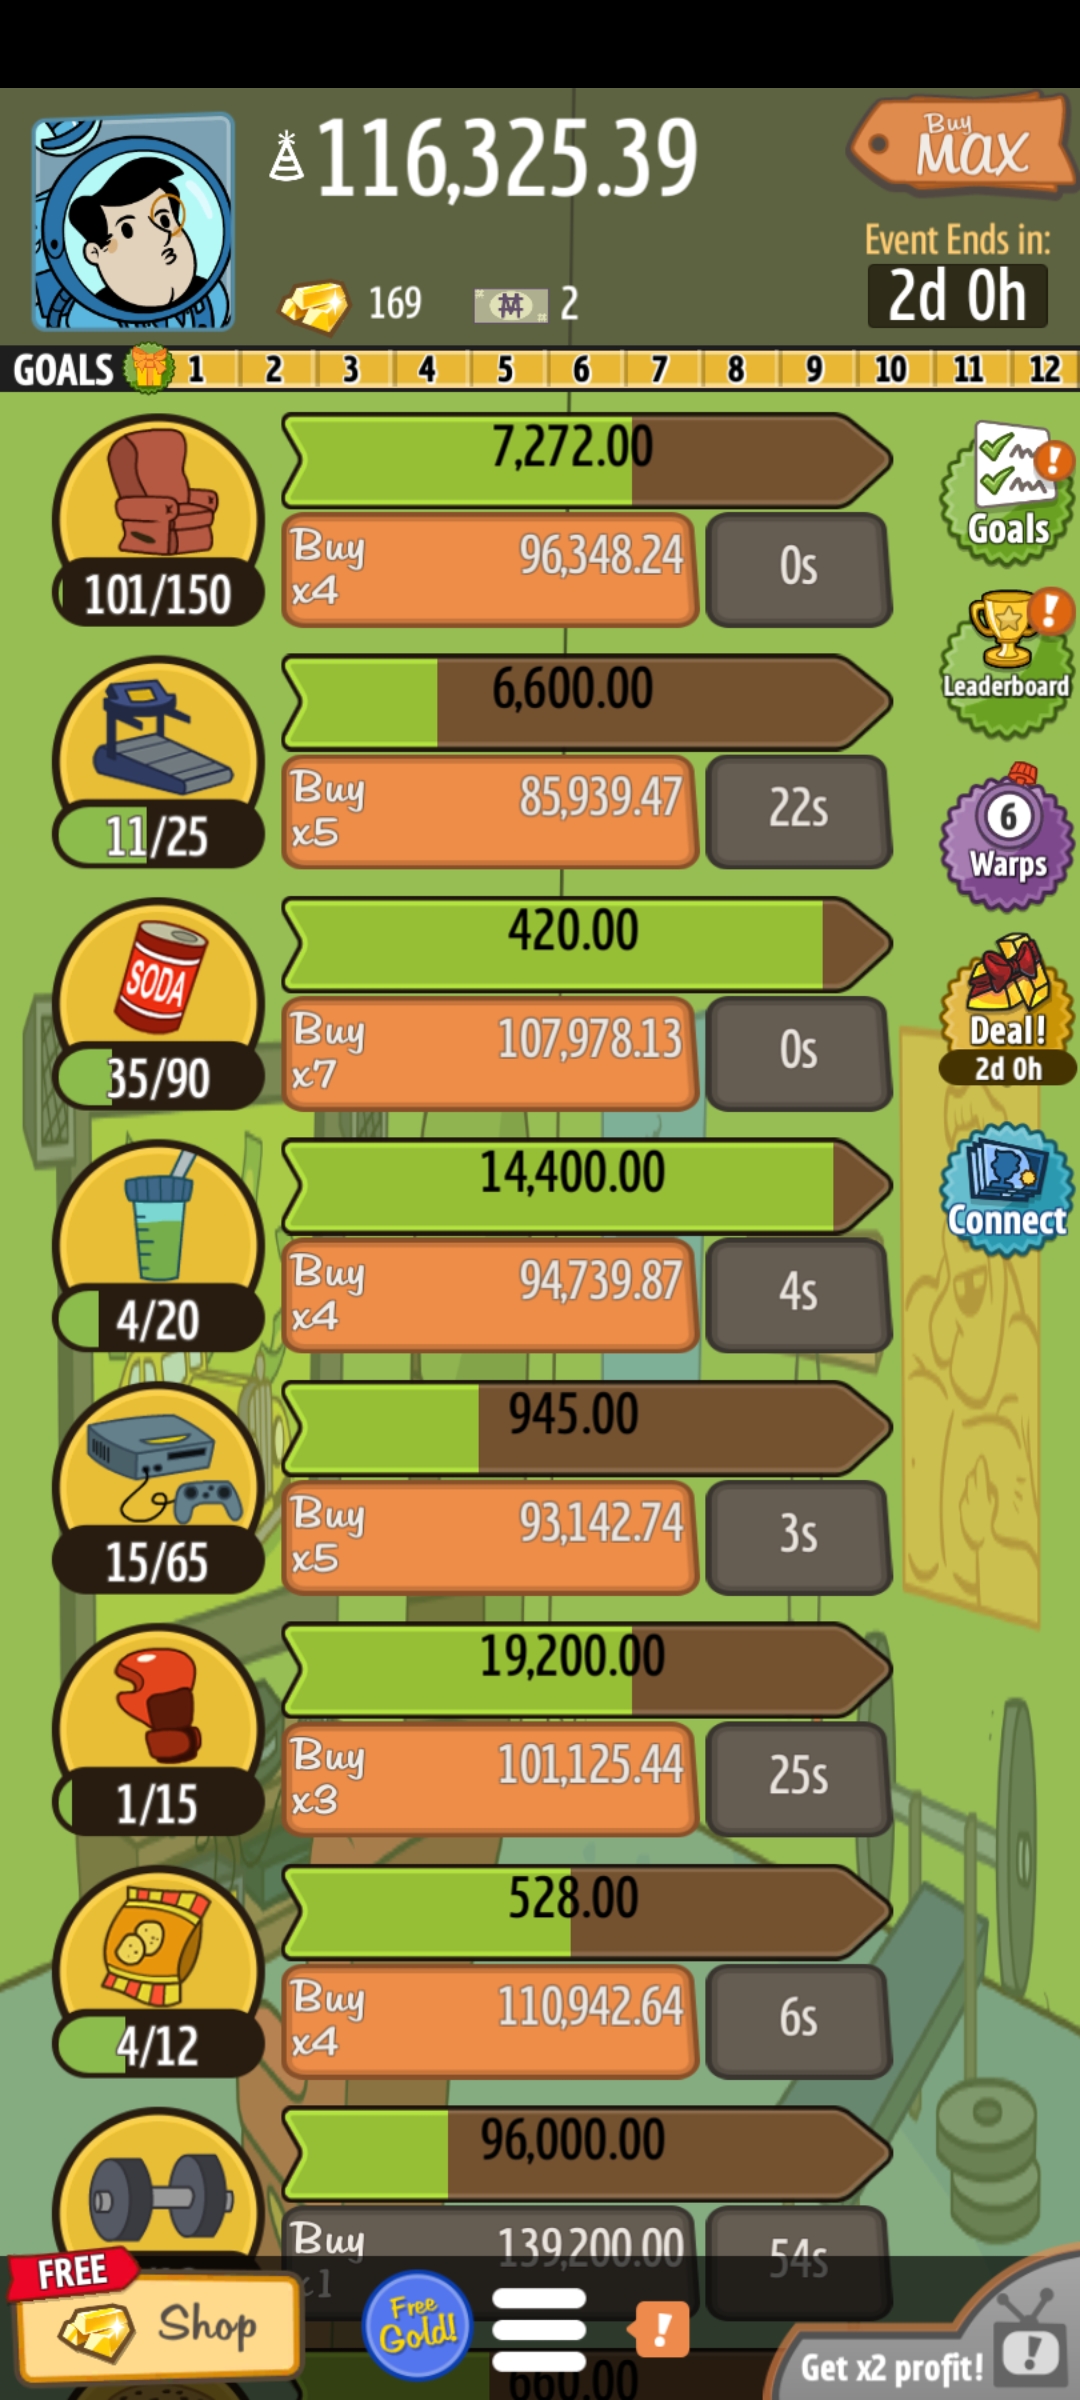 116,325.39
Buy
MAX
Event Ends in:
2d 0h
169
2
GOALS 1 2 3 4 5 6 7 8 9 10 11 12
7,272.00
Buy
x4
96,348.24
0s
101/150
Goals
6,600.00
Buy
x5
85,939.47
22s
11/25
Leaderboard
420.00
SODA
Buy
x7
107,978.13
0s
35/90
6
Warps
14,400.00
Buy
x4
94,739.87
4s
4/20
Deal!
2d 0h
945.00
Buy
x5
93,142.74
3s
15/65
Connect
19,200.00
Buy
x3
101,125.44
25s
1/15
528.00
Buy
x4
110,942.64
6s
4/12
96,000.00
Buy
x1
139,200.00
54s
FREE
Shop
Free
Gold!
!
660.00
Get x2 profit!